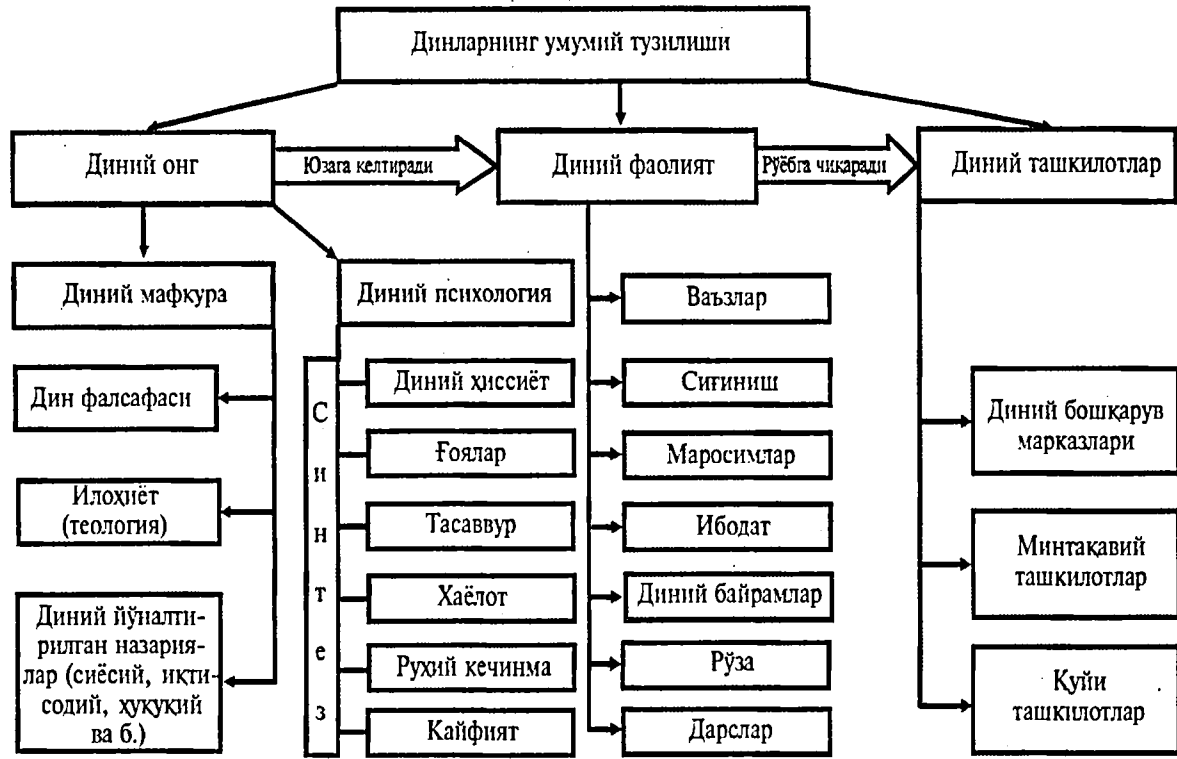 Динларнинг умумий тузилиши
Диний онг
Юзага келтиради
Диний фаолият
Рўёбга чиқаради
Диний ташкилотлар
Диний мафкура
Дин фалсафаси
Илоҳиёт
(теология)
Диний йўналти-
рилган назария-
лар (сиёсий, иқти-
содий, ҳуқуқий
ва б.)
Диний психология
Синтез
Диний ҳиссиёт
Ғоялар
Тасаввур
Хаёлот
Руҳий кечинма
Кайфият
Ваъзлар
Сиғиниш
Маросимлар
Ибодат
Диний байрамлар
Рўза
Дарслар
Диний бошқарув
марказлари
Минтақавий
ташкилотлар
Қуйи
ташкилотлар